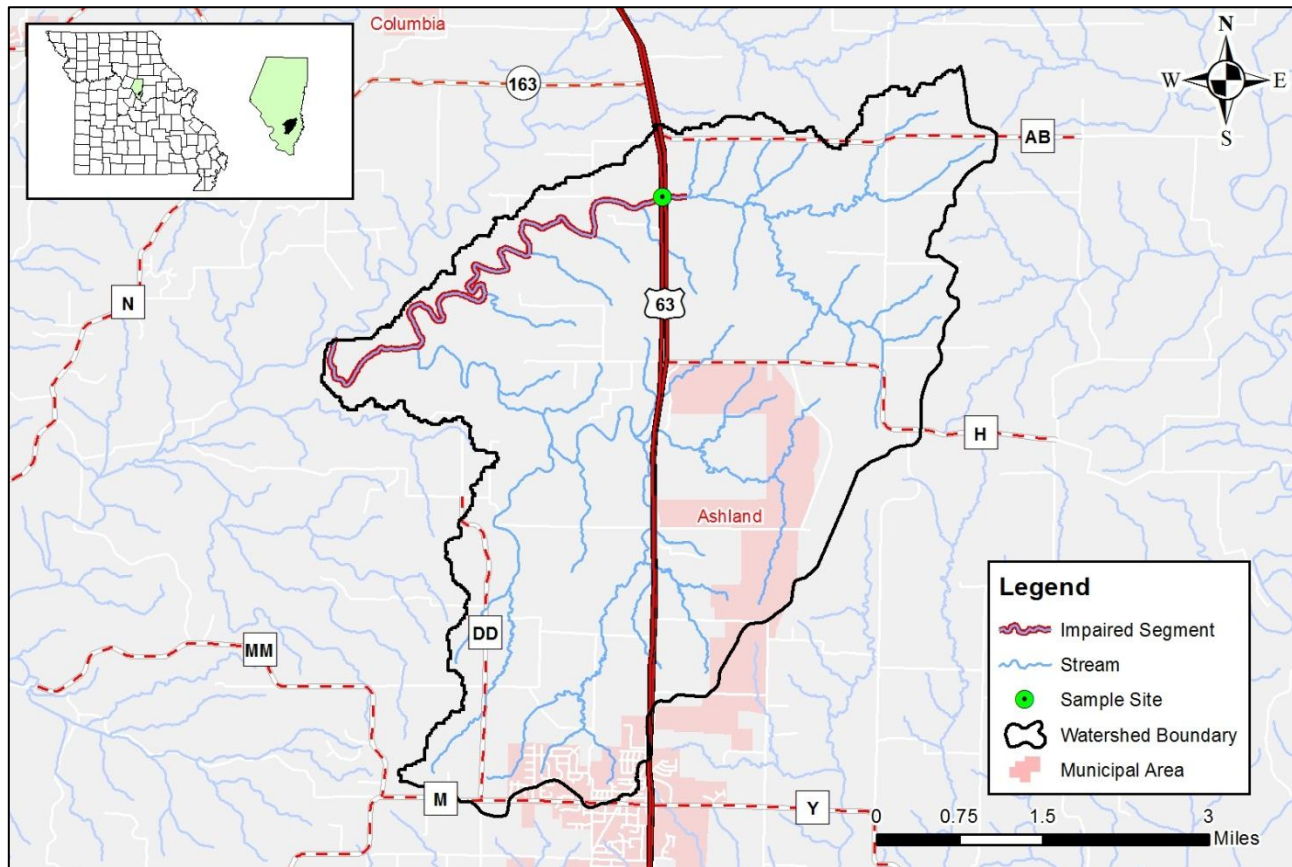 Columbia
N
W
E
S
163
AB
N
63
H
Ashland
DD
MM
M
Y
Legend
Impaired Segment
Stream
Sample Site
Watershed Boundary
Municipal Area
0 0.75 1.5 3
Miles